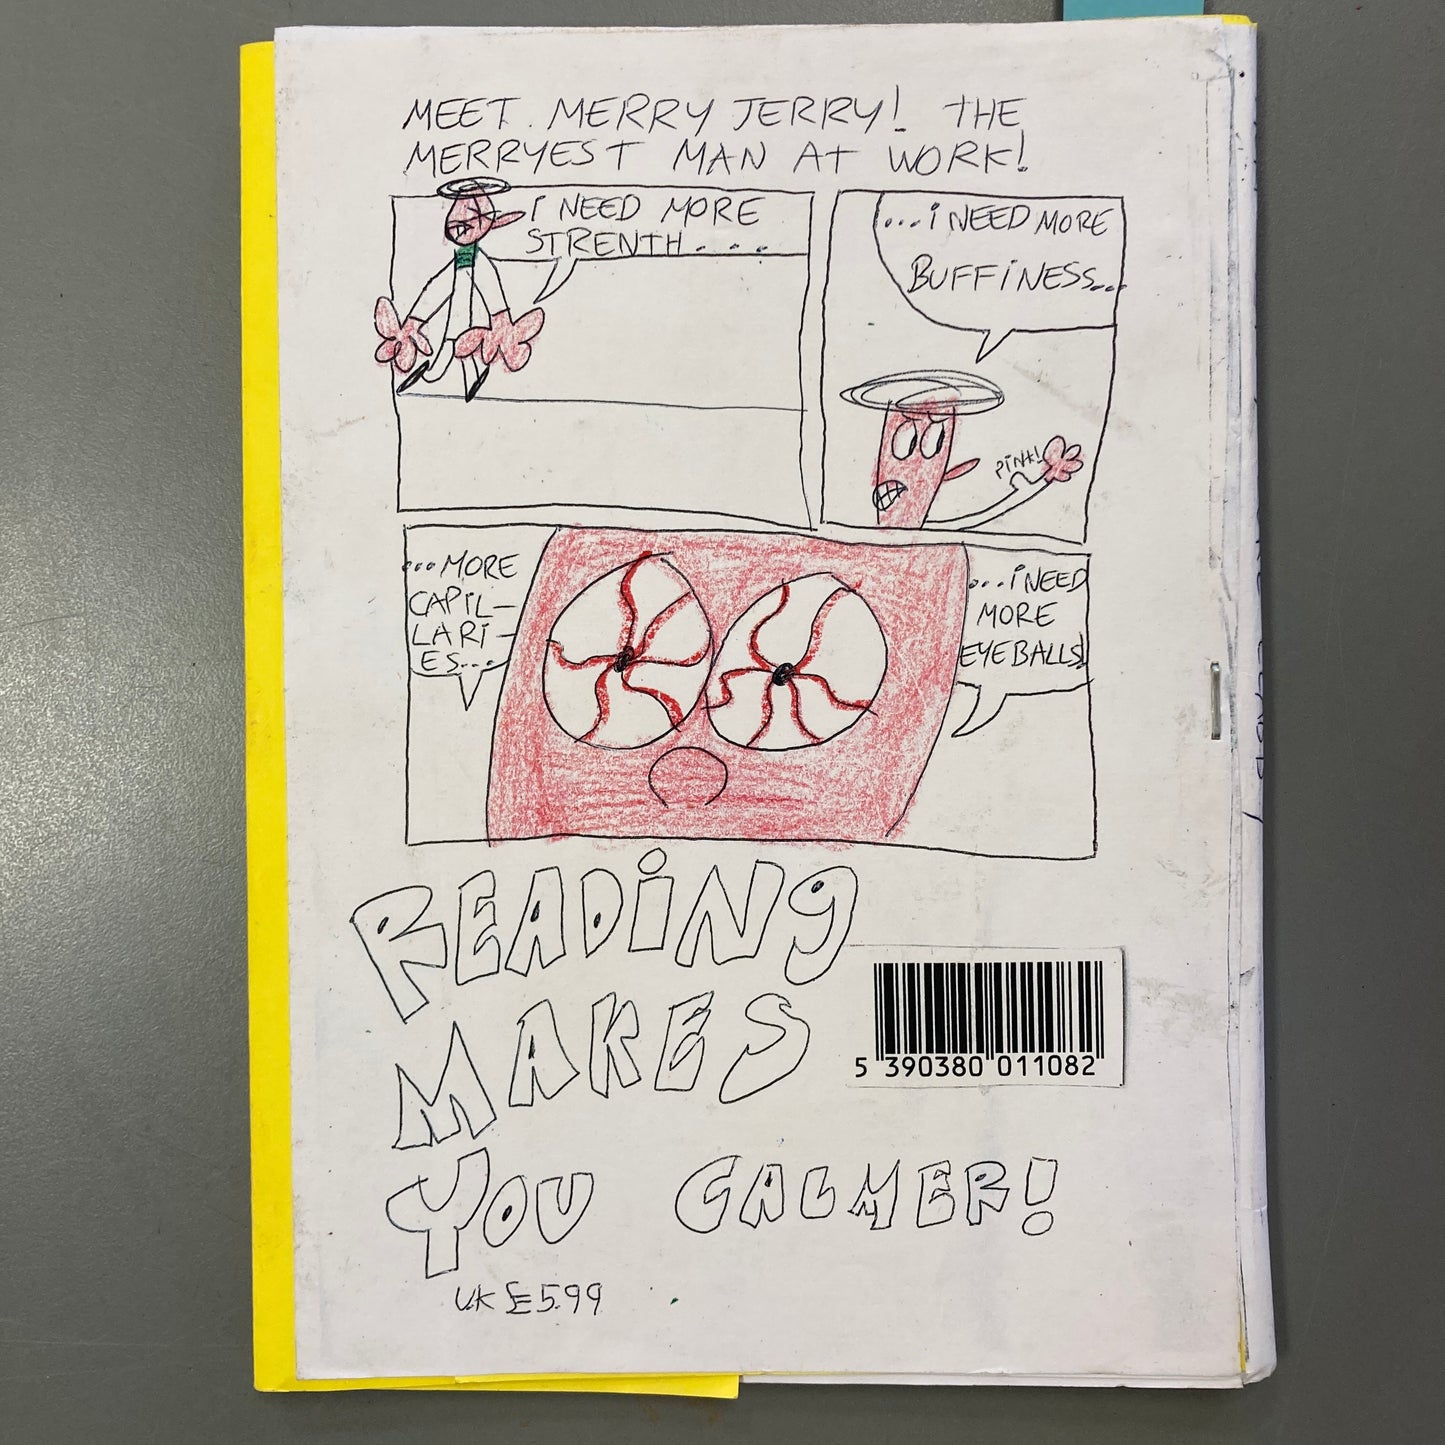 MEET MERRY JERRY! THE
MERRYEST MAN AT WORK!
I NEED MORE
STRENTH....
...I NEED MORE
BUFFINESS...
PINK!
...MORE
CAPIL-
LARI-
ES...
...I NEED
MORE
EYEBALLS!
READING
MAKES
YOU CALMER!
5 390380 011082
UK £5.99